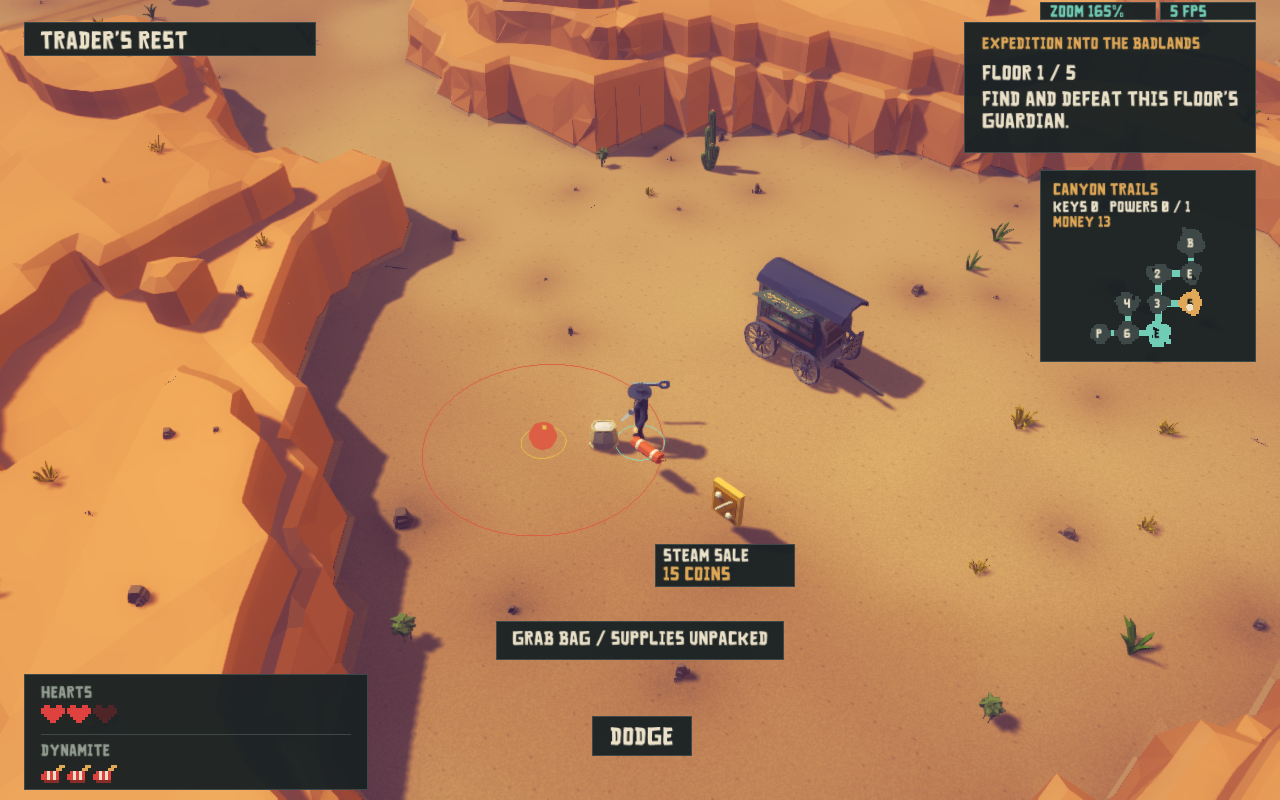 TRADER'S REST
ZOOM 165%
5 FPS
EXPEDITION INTO THE BADLANDS
FLOOR 1 / 5
FIND AND DEFEAT THIS FLOOR'S
GUARDIAN.
CANYON TRAILS
KEYS 0 POWERS 0 / 1
MONEY 13
B
2 E
4 3
P 6 E
STEAM SALE
15 COINS
GRAB BAG / SUPPLIES UNPACKED
DODGE
HEARTS
DYNAMITE